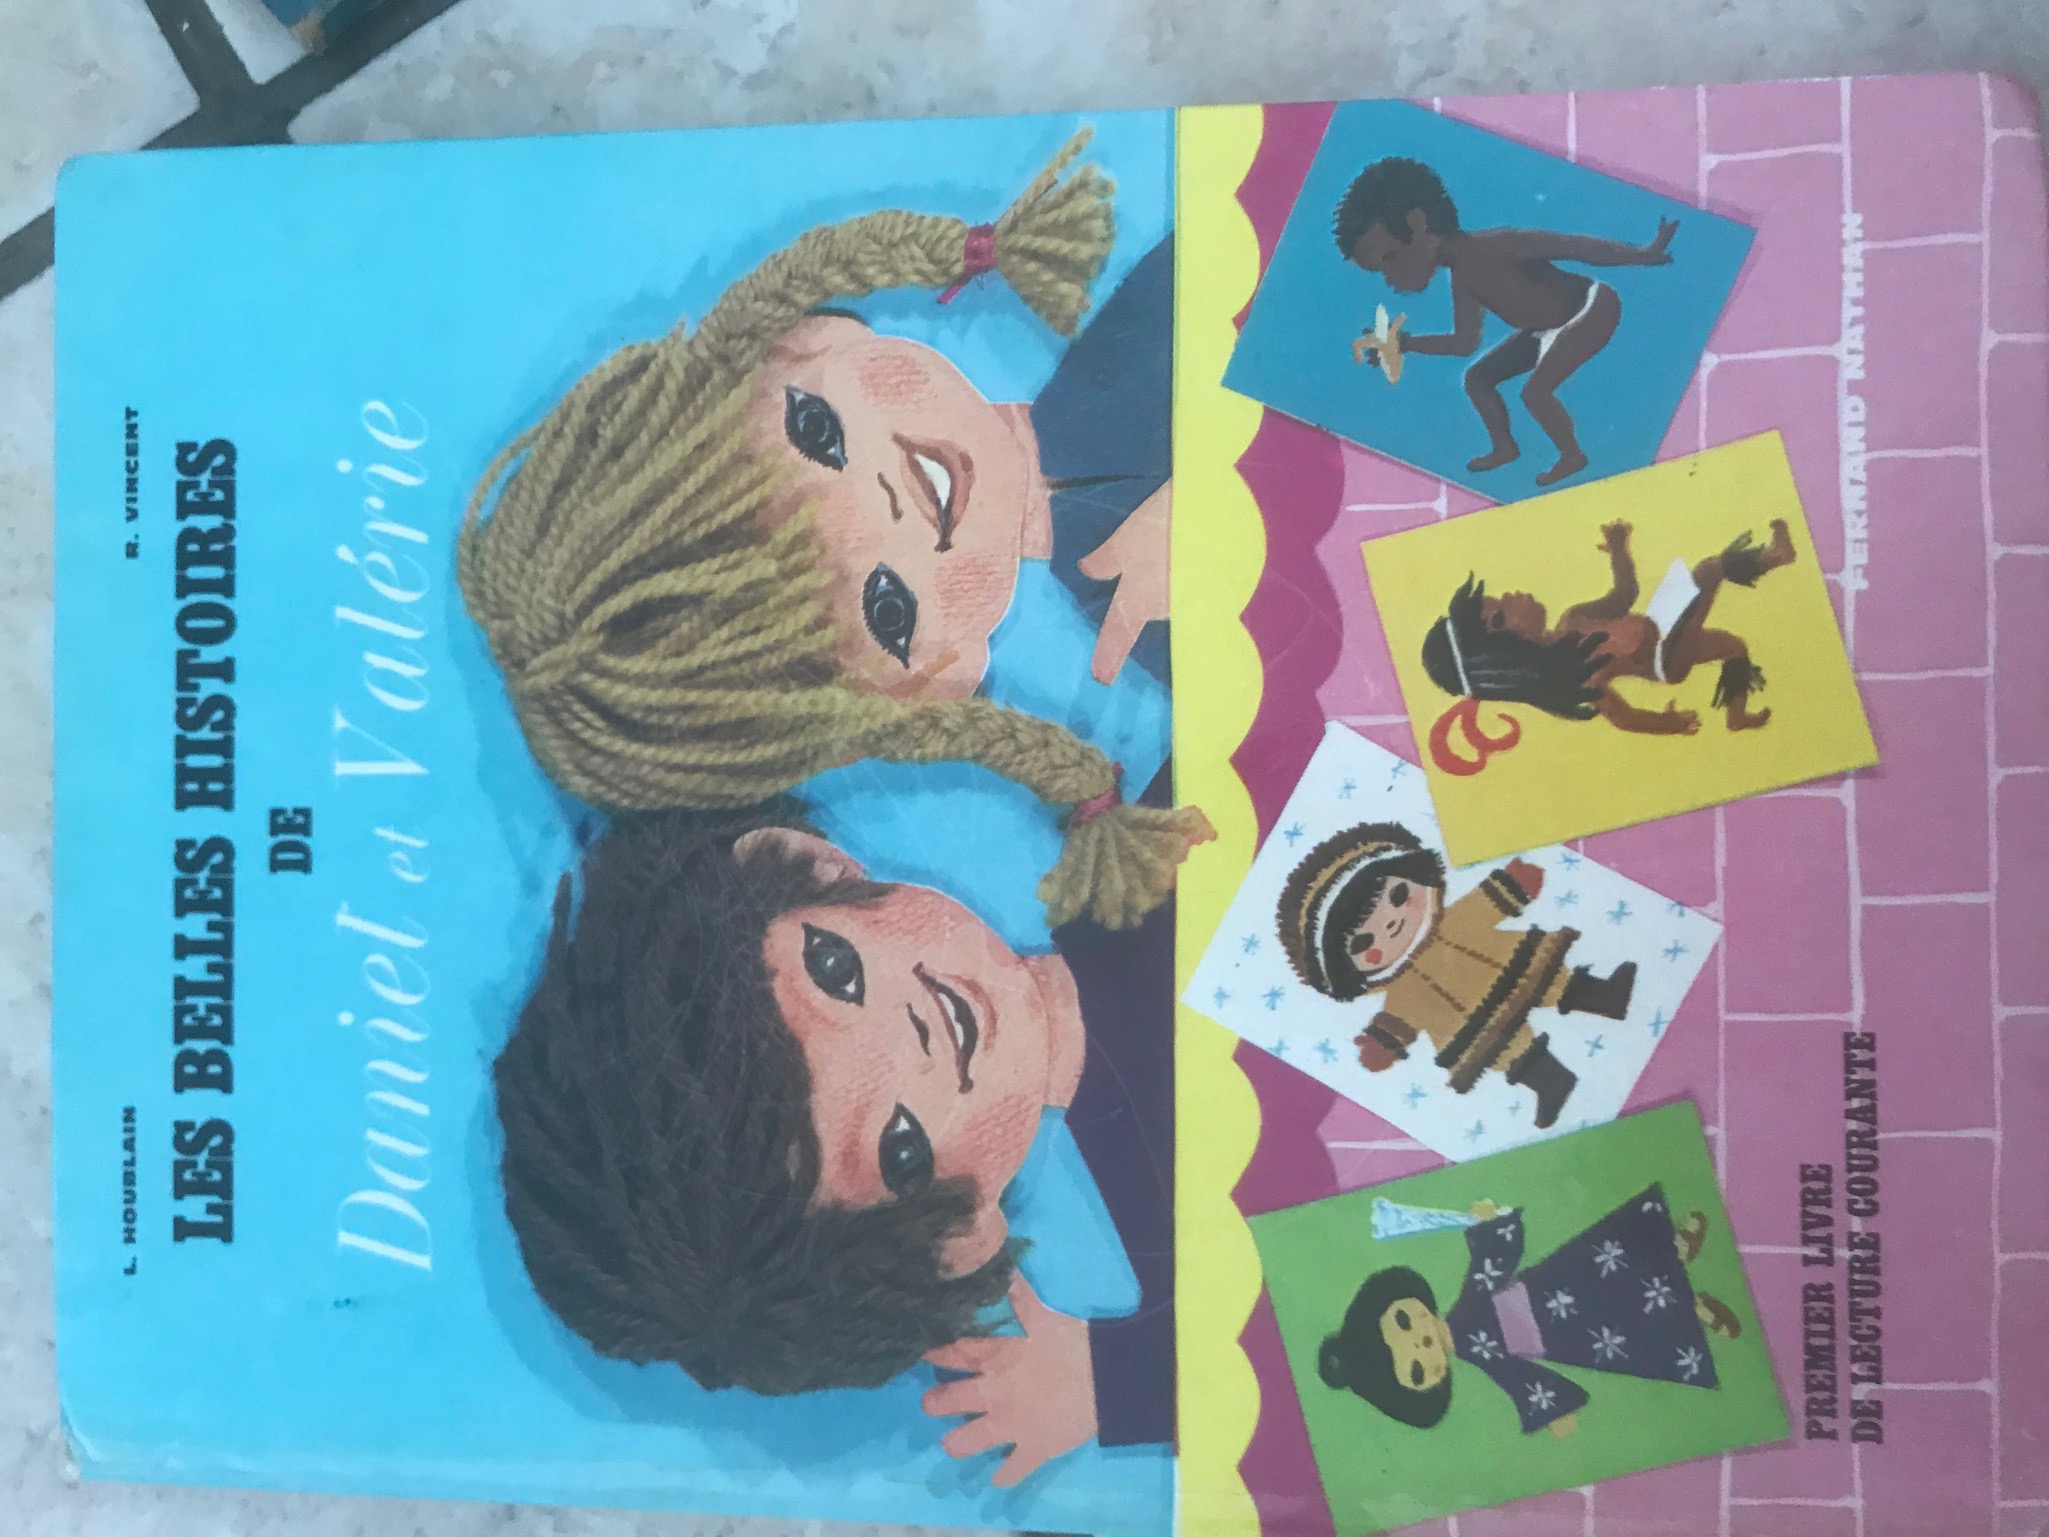 L. HOUBLAIN
R. VINCENT
LES BELLES HISTOIRES
DE
Daniel et Valérie
PREMIER LIVRE
DE LECTURE COURANTE
FERNAND NATHAN